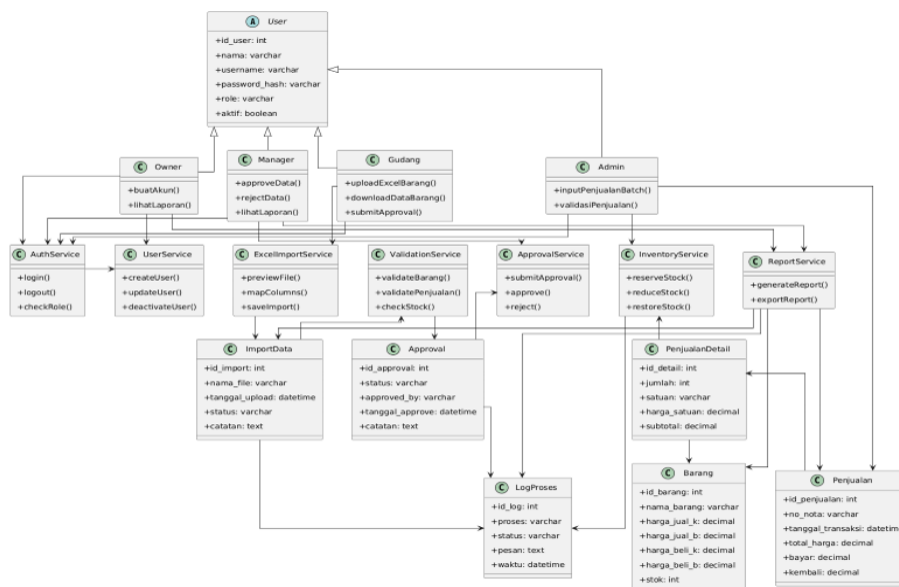 A User
+id_user: int
+nama: varchar
+username: varchar
+password_hash: varchar
+role: varchar
+aktif: boolean
C Owner
+buatAkun()
+lihatLaporan()
C Manager
+approveData()
+rejectData()
+lihatLaporan()
C Gudang
+uploadExcelBarang()
+downloadDataBarang()
+submitApproval()
C Admin
+inputPenjualanBatch()
+validasiPenjualan()
C AuthService
+login()
+logout()
+checkRole()
C UserService
+createUser()
+updateUser()
+deactivateUser()
C ExcelImportService
+previewFile()
+mapColumns()
+saveImport()
C ValidationService
+validateBarang()
+validatePenjualan()
+checkStock()
C ApprovalService
+submitApproval()
+approve()
+reject()
C InventoryService
+reserveStock()
+reduceStock()
+restoreStock()
C ReportService
+generateReport()
+exportReport()
C ImportData
+id_import: int
+nama_file: varchar
+tanggal_upload: datetime
+status: varchar
+catatan: text
C Approval
+id_approval: int
+status: varchar
+approved_by: varchar
+tanggal_approve: datetime
+catatan: text
C PenjualanDetail
+id_detail: int
+jumlah: int
+satuan: varchar
+harga_satuan: decimal
+subtotal: decimal
C LogProses
+id_log: int
+proses: varchar
+status: varchar
+pesan: text
+waktu: datetime
C Barang
+id_barang: int
+nama_barang: varchar
+harga_jual_k: decimal
+harga_jual_b: decimal
+harga_beli_k: decimal
+harga_beli_b: decimal
+stok: int
C Penjualan
+id_penjualan: int
+no_nota: varchar
+tanggal_transaksi: datetim
+total_harga: decimal
+bayar: decimal
+kembali: decimal